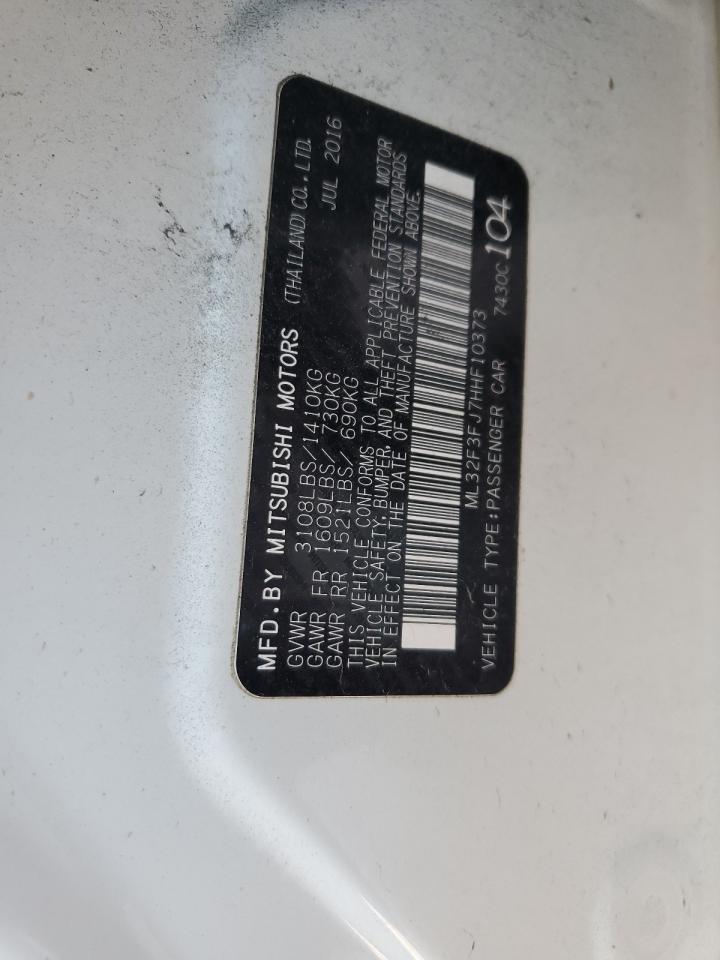 MFD.BY MITSUBISHI MOTORS (THAILAND) CO., LTD.
GVWR 3108LBS/1410KG JUL 2016
GAWR FR 1609LBS/ 730KG
GAWR RR 1521LBS/ 690KG
THIS VEHICLE CONFORMS TO ALL APPLICABLE FEDERAL MOTOR
VEHICLE SAFETY, BUMPER, AND THEFT PREVENTION STANDARDS
IN EFFECT ON THE DATE OF MANUFACTURE SHOWN ABOVE.
ML32F3FJ7HHF10373
VEHICLE TYPE:PASSENGER CAR 7430C 104